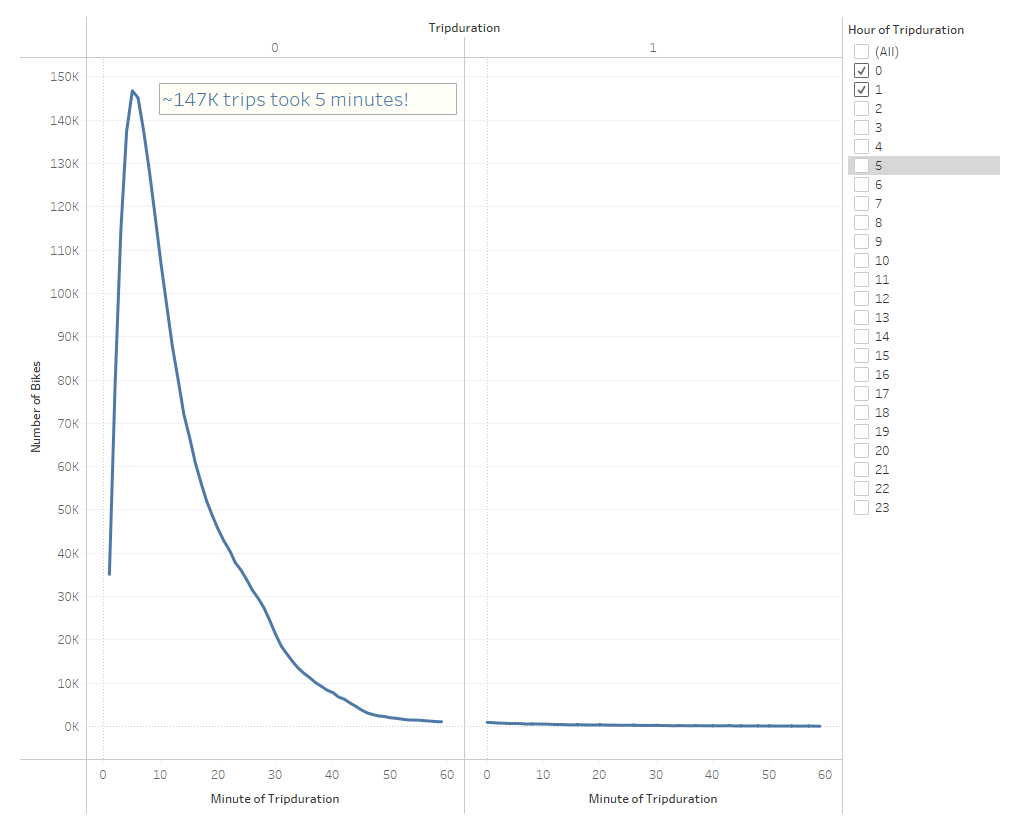 Tripduration
0
1
150K
140K
130K
120K
110K
100K
90K
80K
70K
60K
50K
40K
30K
20K
10K
0K
Number of Bikes
~147K trips took 5 minutes!
0 10 20 30 40 50 60
Minute of Tripduration
0 10 20 30 40 50 60
Minute of Tripduration
Hour of Tripduration
(All)
0
1
2
3
4
5
6
7
8
9
10
11
12
13
14
15
16
17
18
19
20
21
22
23